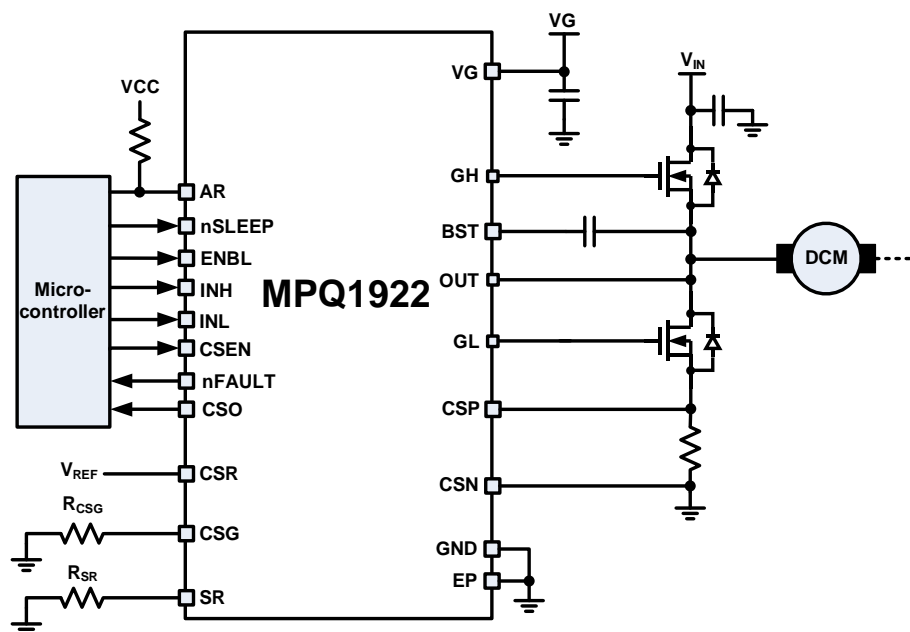 VG
VCC
VG
VIN
AR
GH
nSLEEP
BST
ENBL
Micro-
controller
INH
MPQ1922
OUT
DCM
INL
CSEN
GL
nFAULT
CSO
CSP
VREF
CSR
CSN
RCSG
CSG
GND
RSR
EP
SR